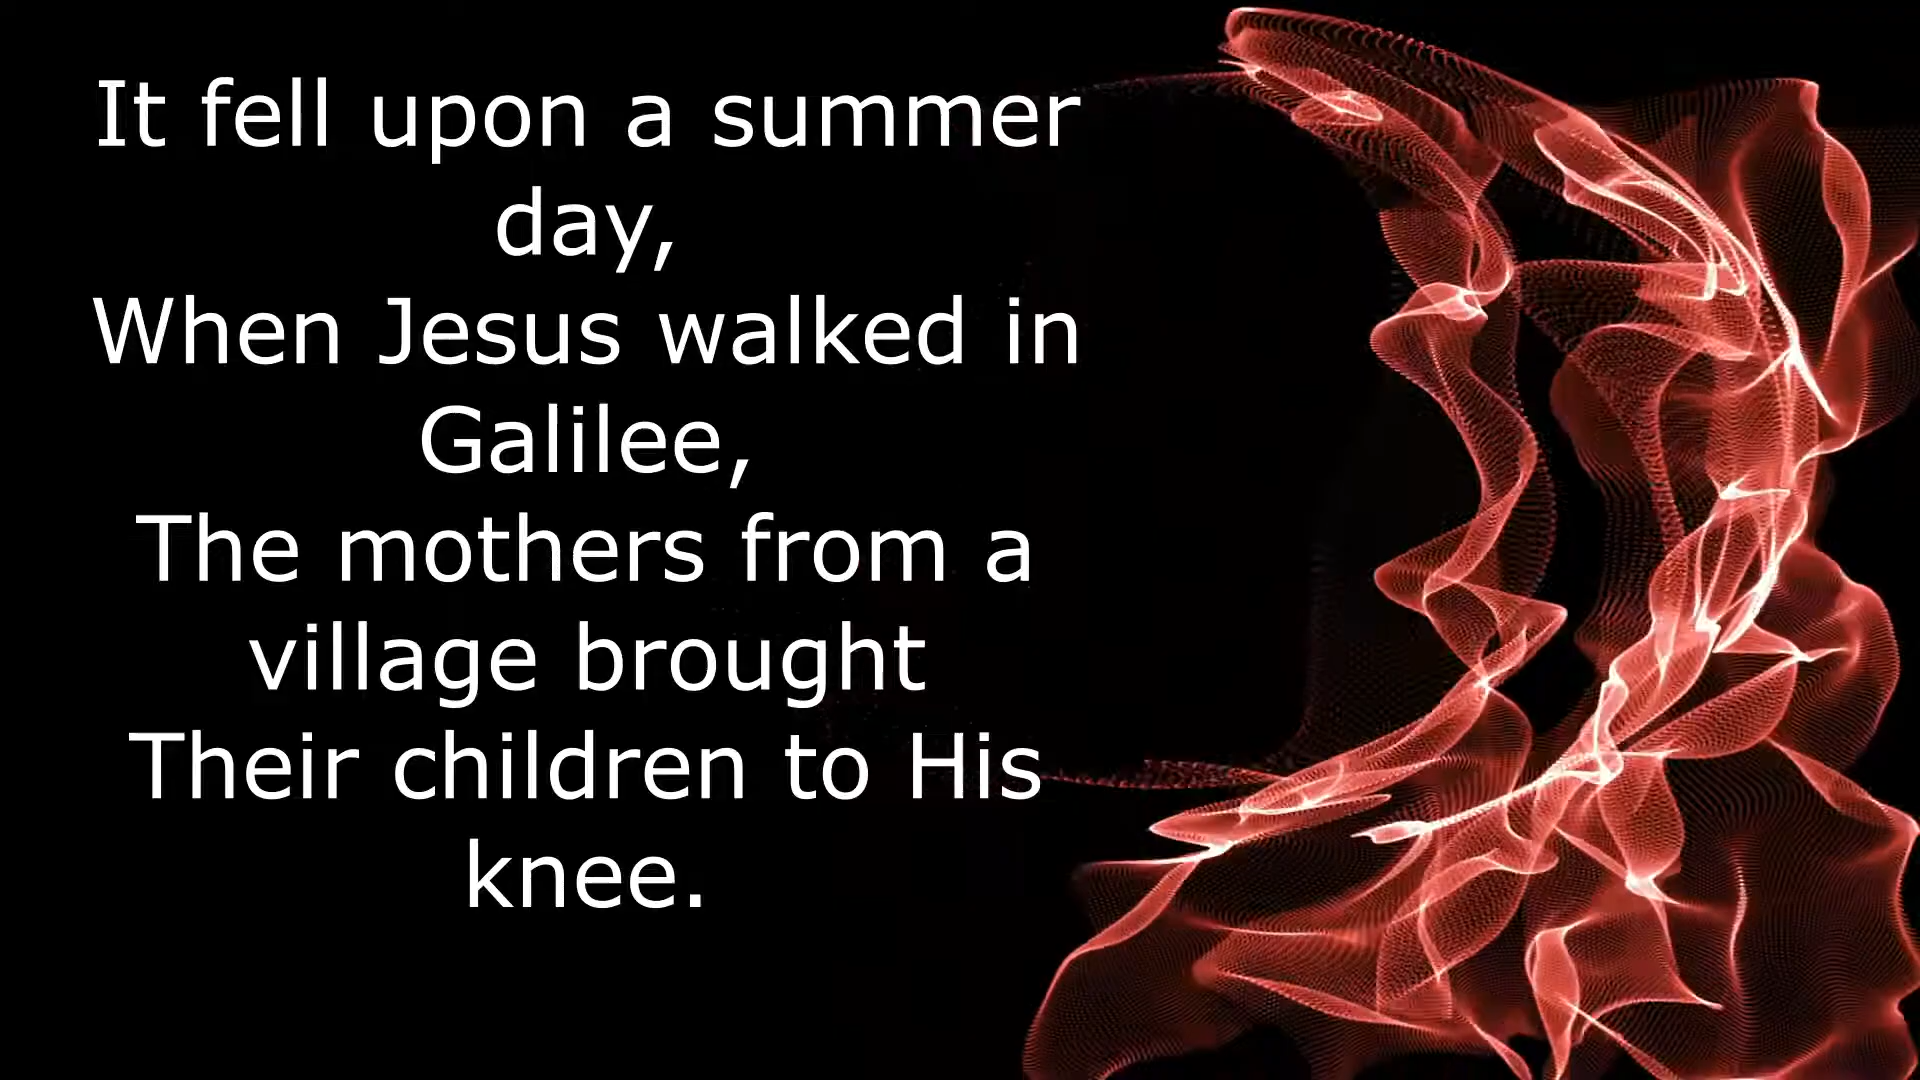 It fell upon a summer
day,
When Jesus walked in
Galilee,
The mothers from a
village brought
Their children to His
knee.